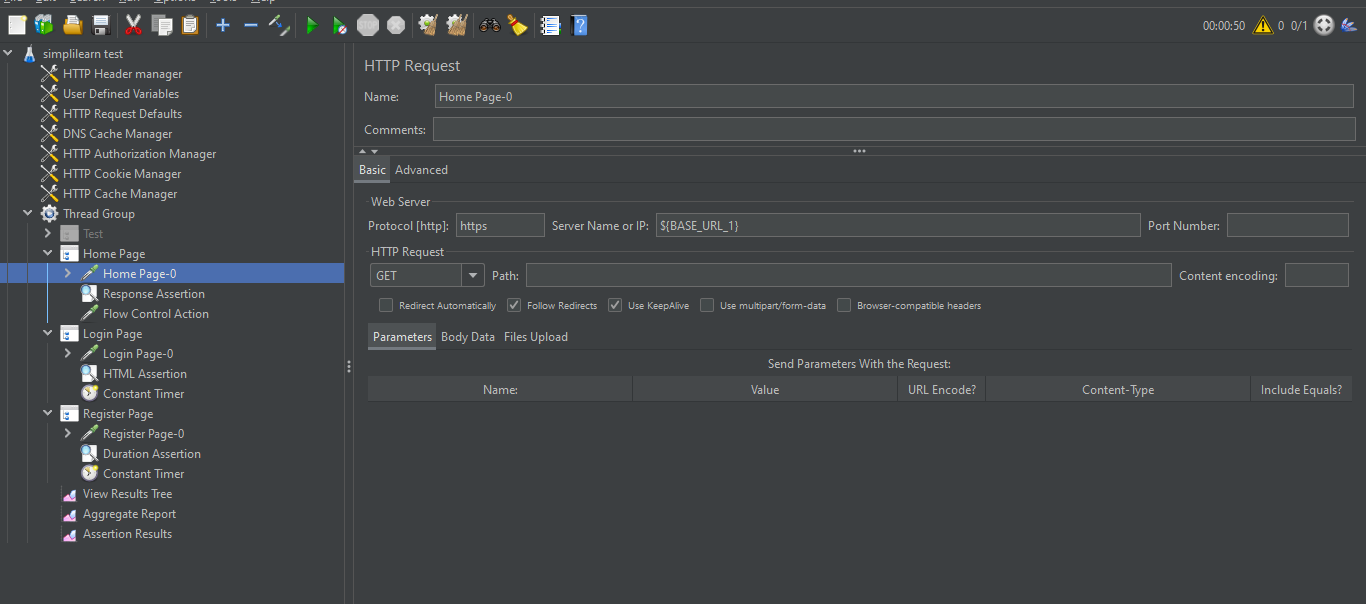 00:00:50 0 0/1
simplilearn test
HTTP Header manager
User Defined Variables
HTTP Request Defaults
DNS Cache Manager
HTTP Authorization Manager
HTTP Cookie Manager
HTTP Cache Manager
Thread Group
Test
Home Page
Home Page-0
Response Assertion
Flow Control Action
Login Page
Login Page-0
HTML Assertion
Constant Timer
Register Page
Register Page-0
Duration Assertion
Constant Timer
View Results Tree
Aggregate Report
Assertion Results
HTTP Request
Name: Home Page-0
Comments:
Basic Advanced
Web Server
Protocol [http]: https Server Name or IP: ${BASE_URL_1} Port Number:
HTTP Request
GET Path: Content encoding:
Redirect Automatically Follow Redirects Use KeepAlive Use multipart/form-data Browser-compatible headers
Parameters Body Data Files Upload
Send Parameters With the Request:
Name: Value URL Encode? Content-Type Include Equals?